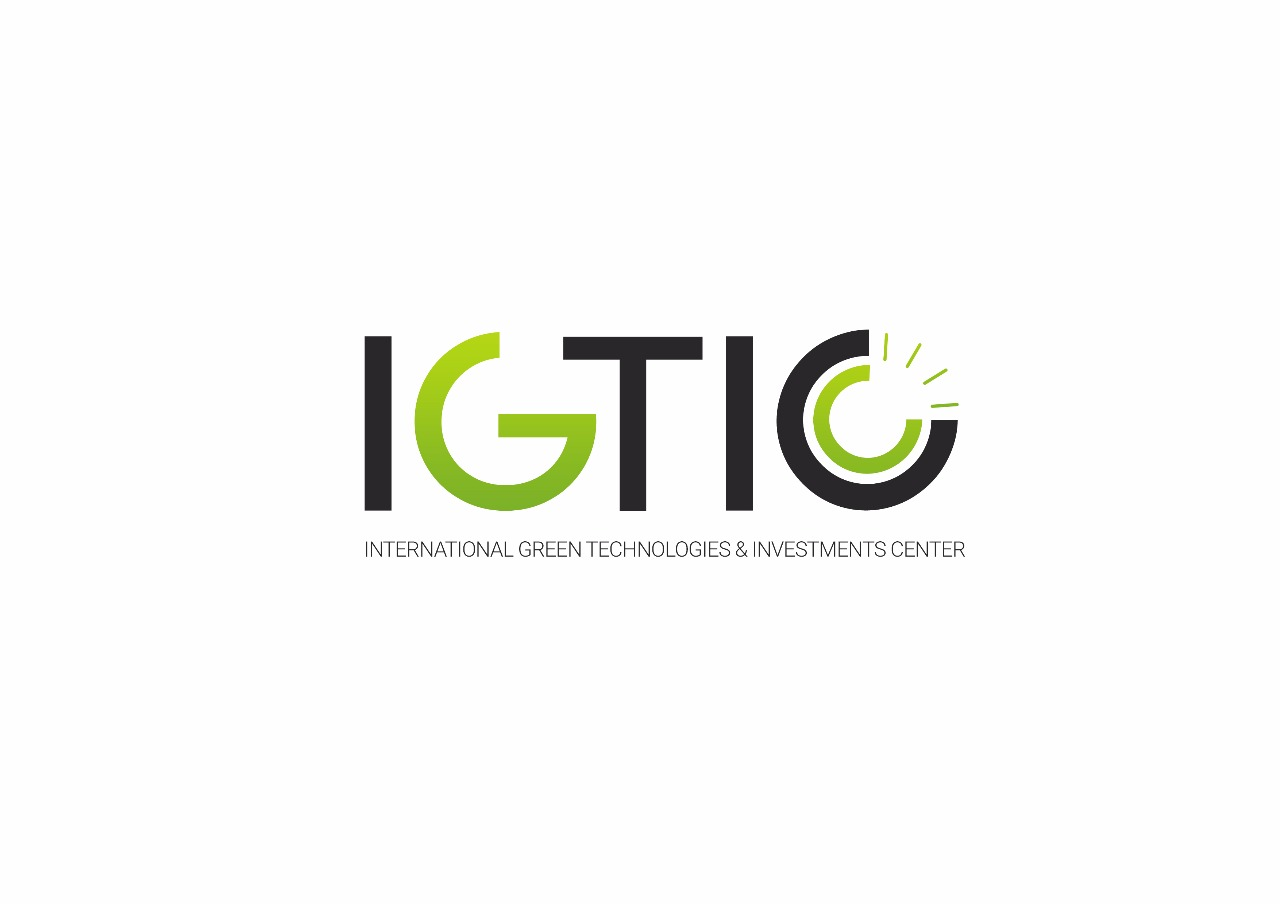 IGTIC
INTERNATIONAL GREEN TECHNOLOGIES & INVESTMENTS CENTER